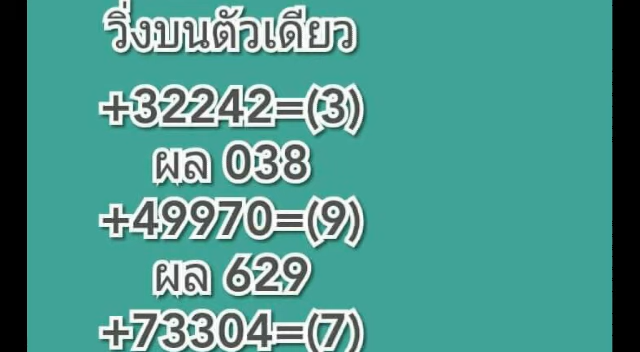 วิ่งบนตัวเดียว
+32242=(3)
ผล 038
+49970=(9)
ผล 629
+73304=(7)